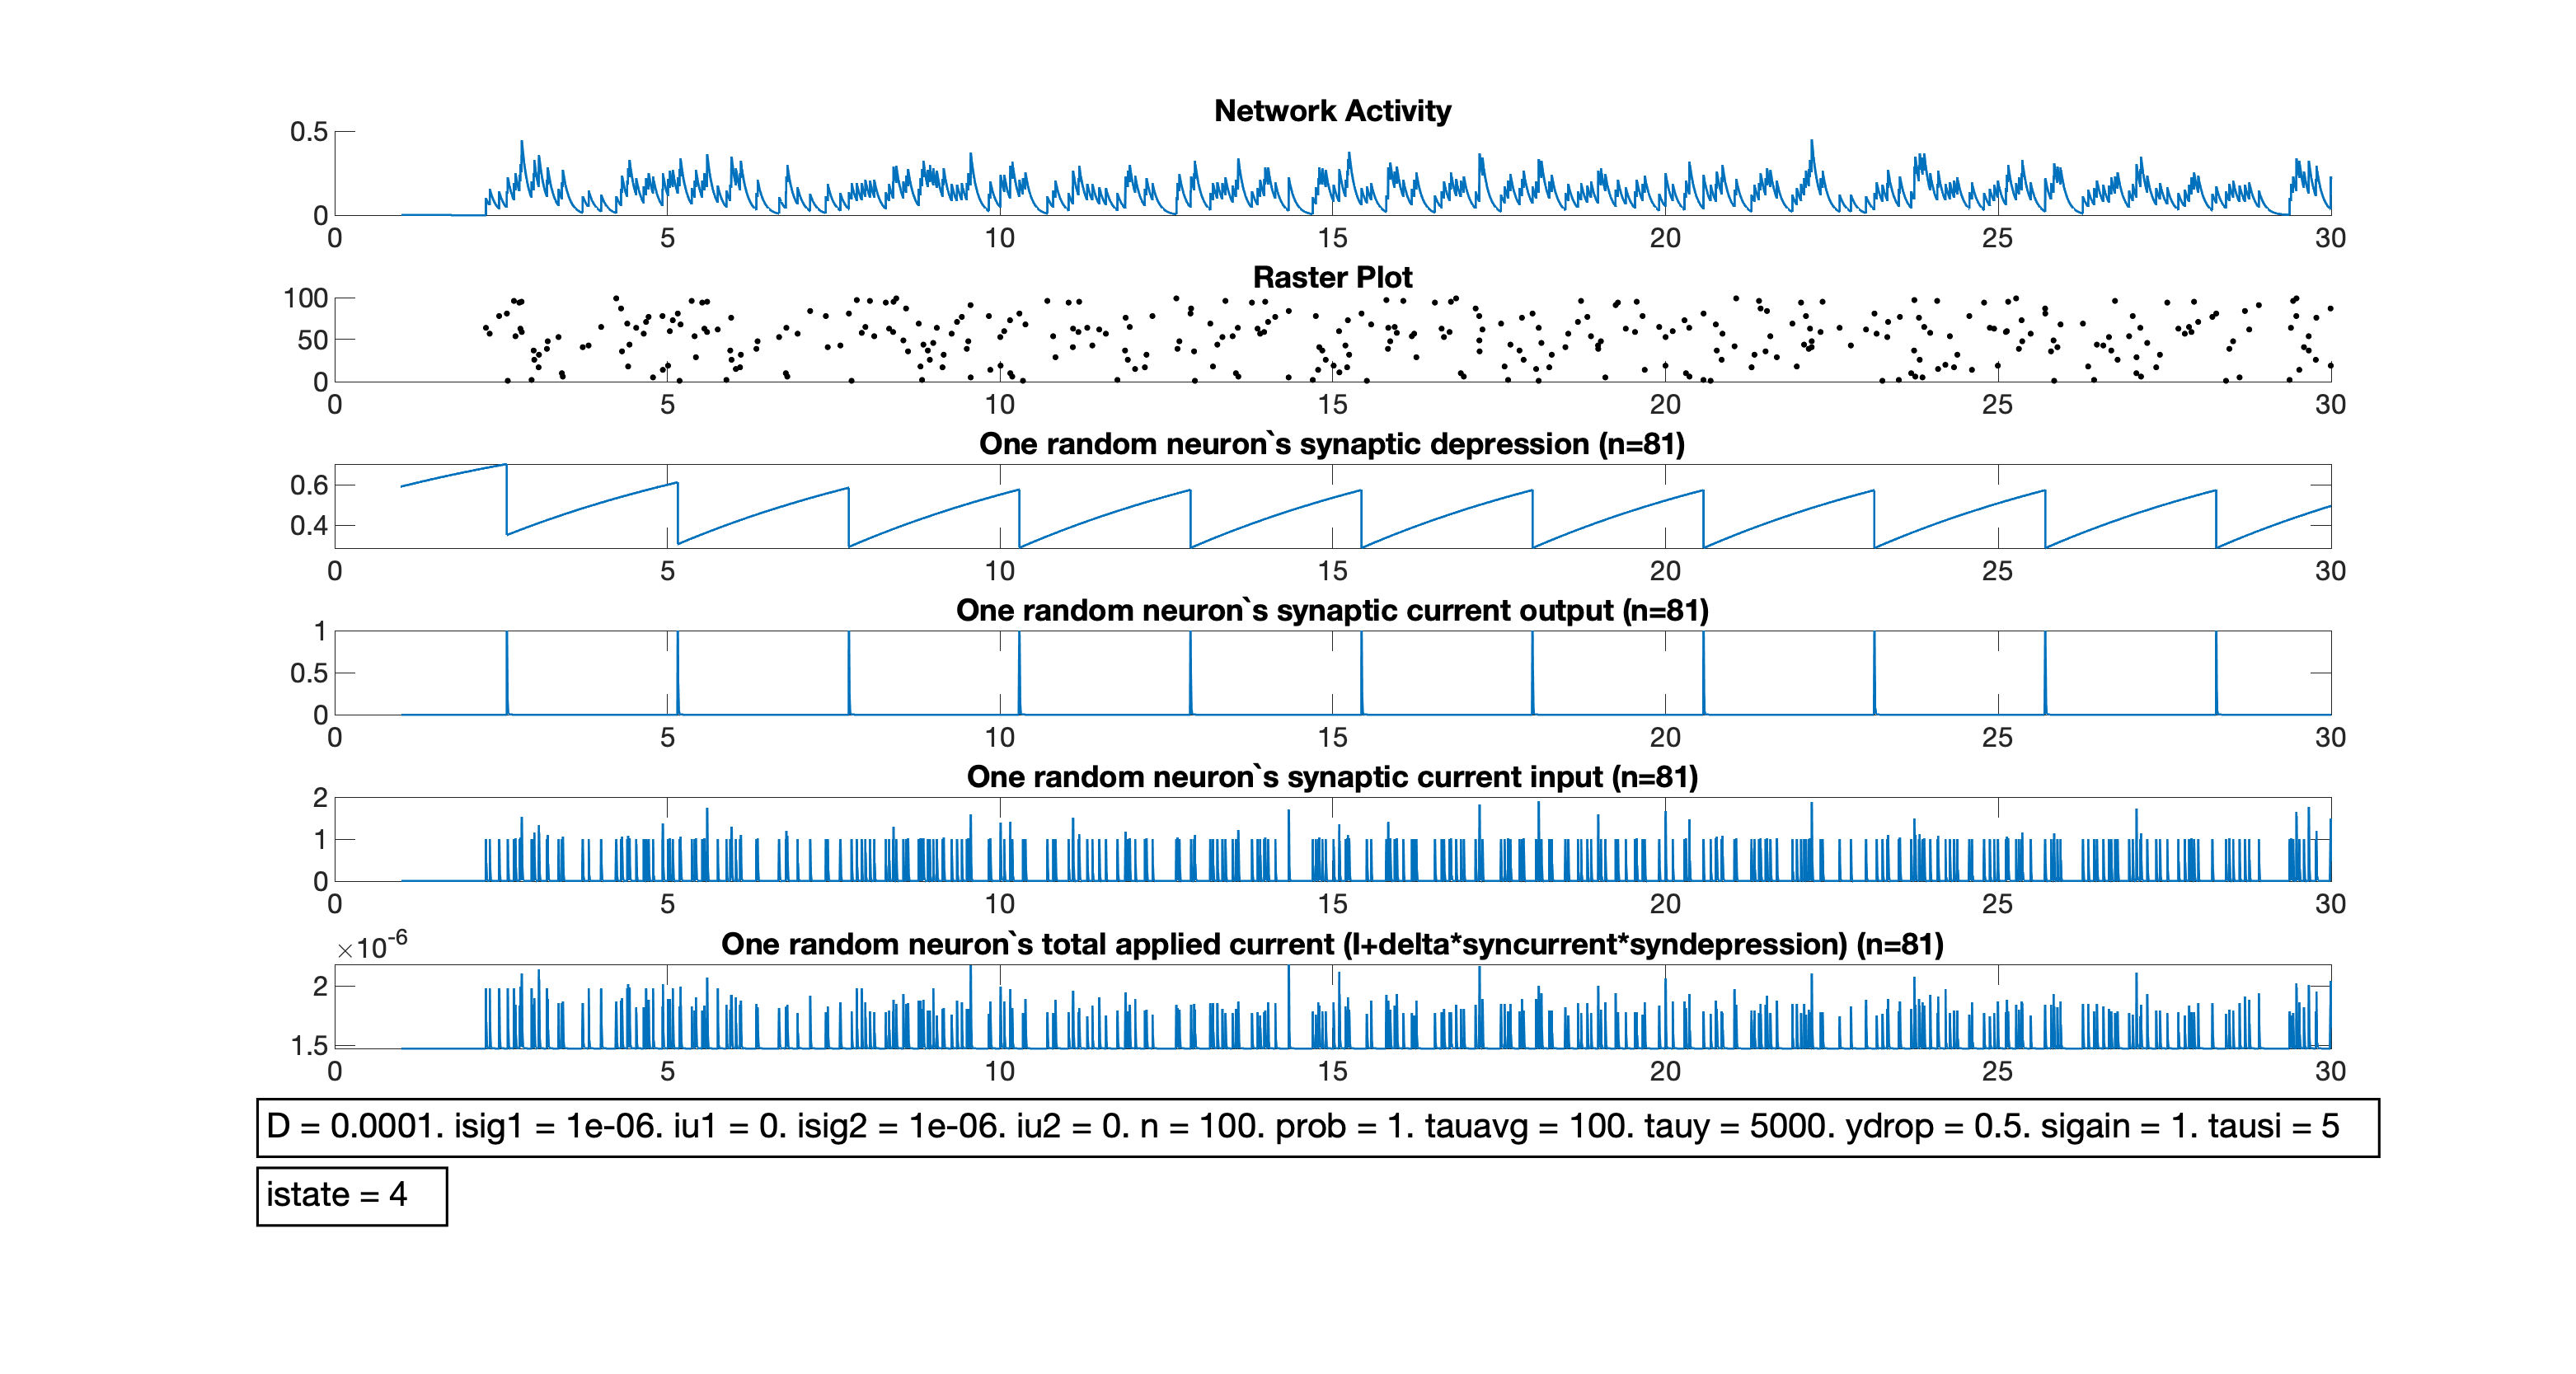 Network Activity
0.5
0
0 5 10 15 20 25 30
Raster Plot
100
50
0
0 5 10 15 20 25 30
One random neuron`s synaptic depression (n=81)
0.6
0.4
0 5 10 15 20 25 30
One random neuron`s synaptic current output (n=81)
1
0.5
0
0 5 10 15 20 25 30
One random neuron`s synaptic current input (n=81)
2
1
0
0 5 10 15 20 25 30
One random neuron`s total applied current (I+delta*syncurrent*syndepression) (n=81)
×10-6
2
1.5
0 5 10 15 20 25 30
D = 0.0001. isig1 = 1e-06. iu1 = 0. isig2 = 1e-06. iu2 = 0. n = 100. prob = 1. tauavg = 100. tauy = 5000. ydrop = 0.5. sigain = 1. tausi = 5
istate = 4